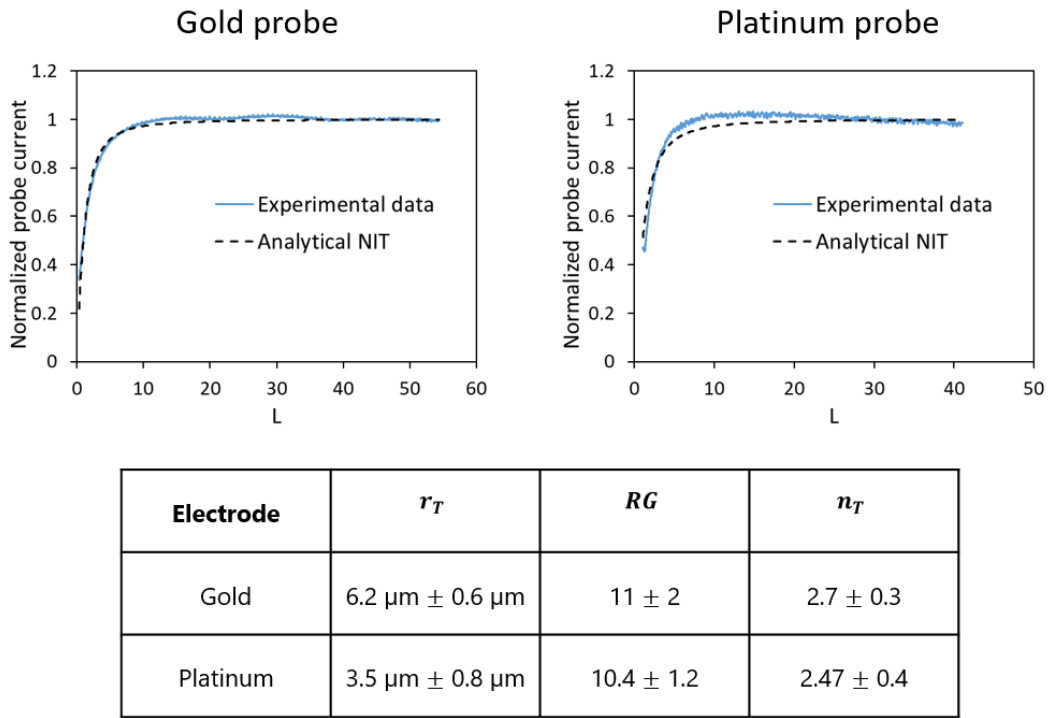 Gold probe
Platinum probe
Normalized probe current
1.2
1
0.8
0.6
0.4
0.2
0
Experimental data
Analytical NIT
0 10 20 30 40 50 60
L
Normalized probe current
1.2
1
0.8
0.6
0.4
0.2
0
Experimental data
Analytical NIT
0 10 20 30 40 50
L
Electrode r_T RG n_T
Gold 6.2 µm ± 0.6 µm 11 ± 2 2.7 ± 0.3
Platinum 3.5 µm ± 0.8 µm 10.4 ± 1.2 2.47 ± 0.4